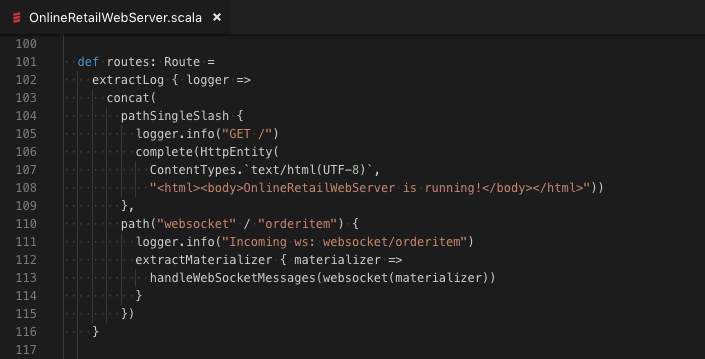 OnlineRetailWebServer.scala ×
100
101 def routes: Route =
102 extractLog { logger =>
103 concat(
104 pathSingleSlash {
105 logger.info("GET /")
106 complete(HttpEntity(
107 ContentTypes.`text/html(UTF-8)`,
108 "<html><body>OnlineRetailWebServer is running!</body></html>"))
109 },
110 path("websocket" / "orderitem") {
111 logger.info("Incoming ws: websocket/orderitem")
112 extractMaterializer { materializer =>
113 handleWebSocketMessages(websocket(materializer))
114 }
115 })
116 }
117